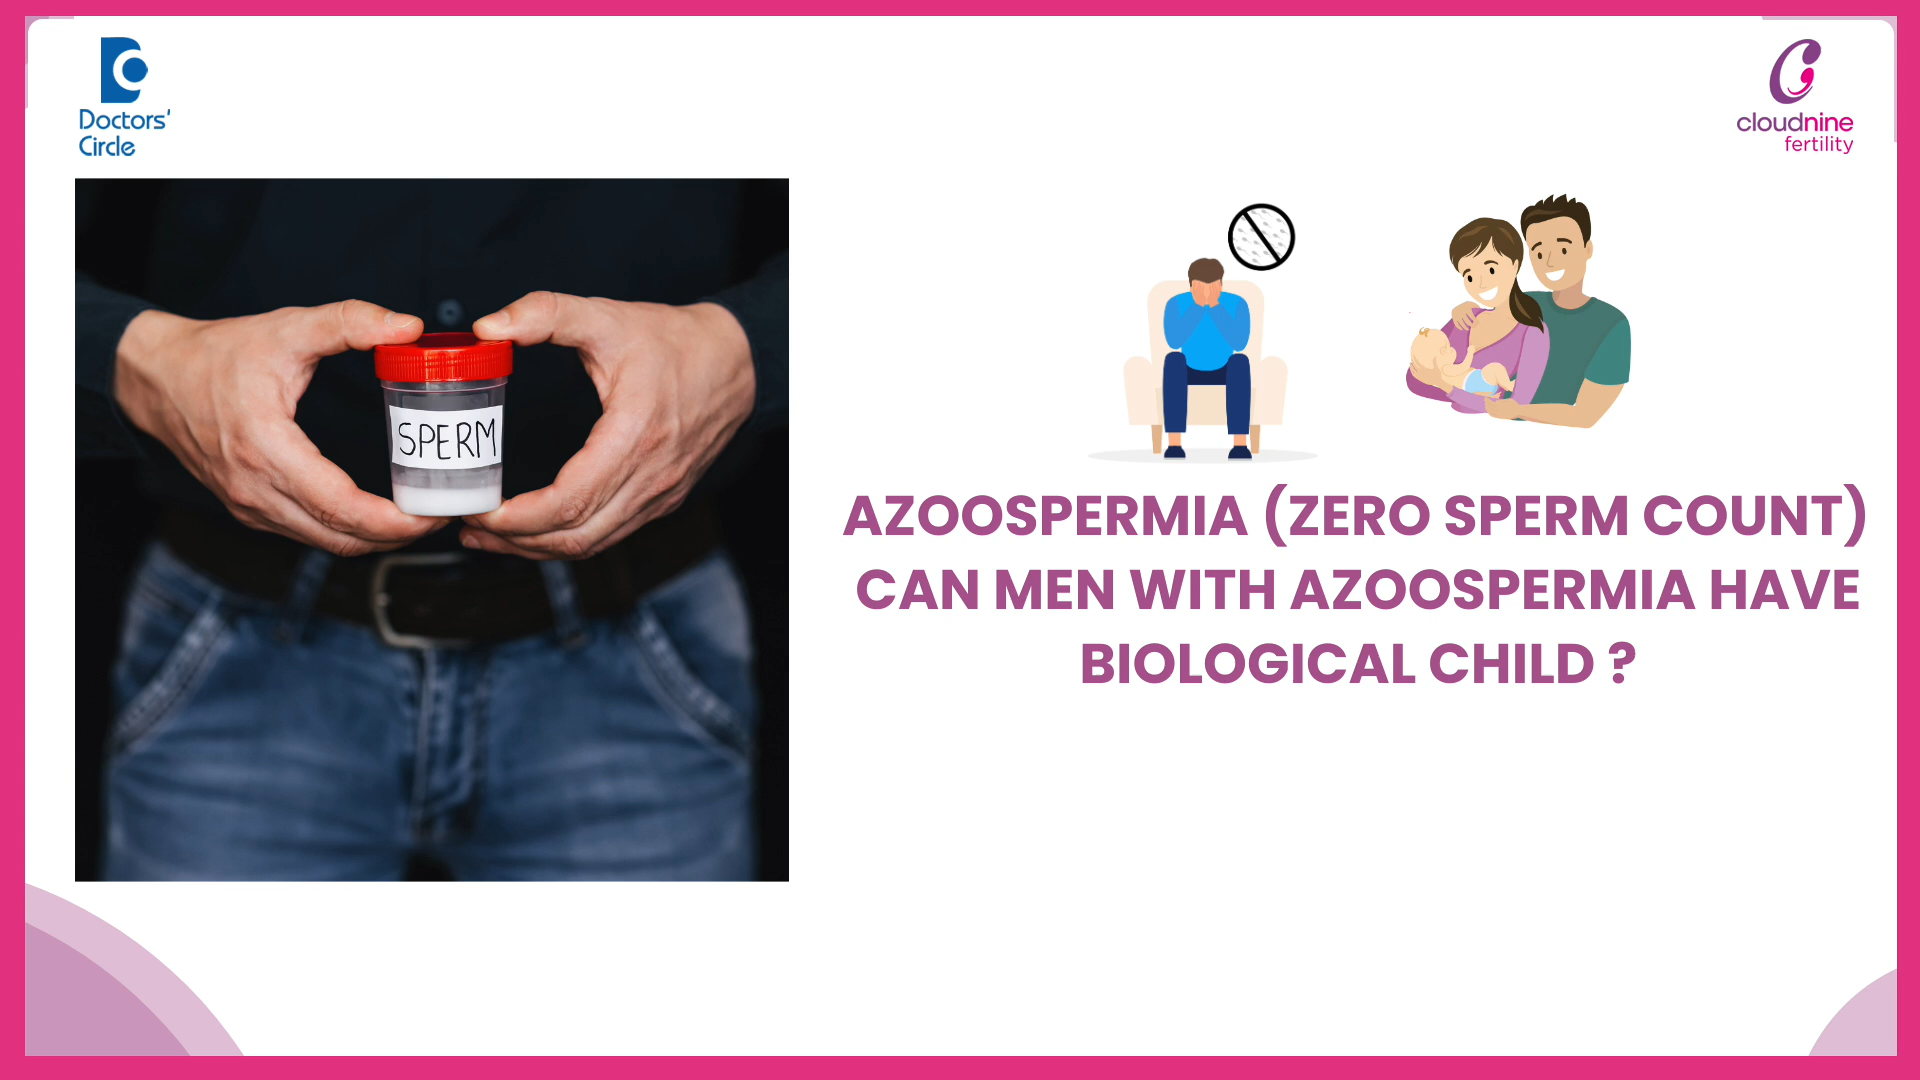 Doctors'
Circle
cloudnine
fertility
SPERM
AZOOSPERMIA (ZERO SPERM COUNT)
CAN MEN WITH AZOOSPERMIA HAVE
BIOLOGICAL CHILD ?